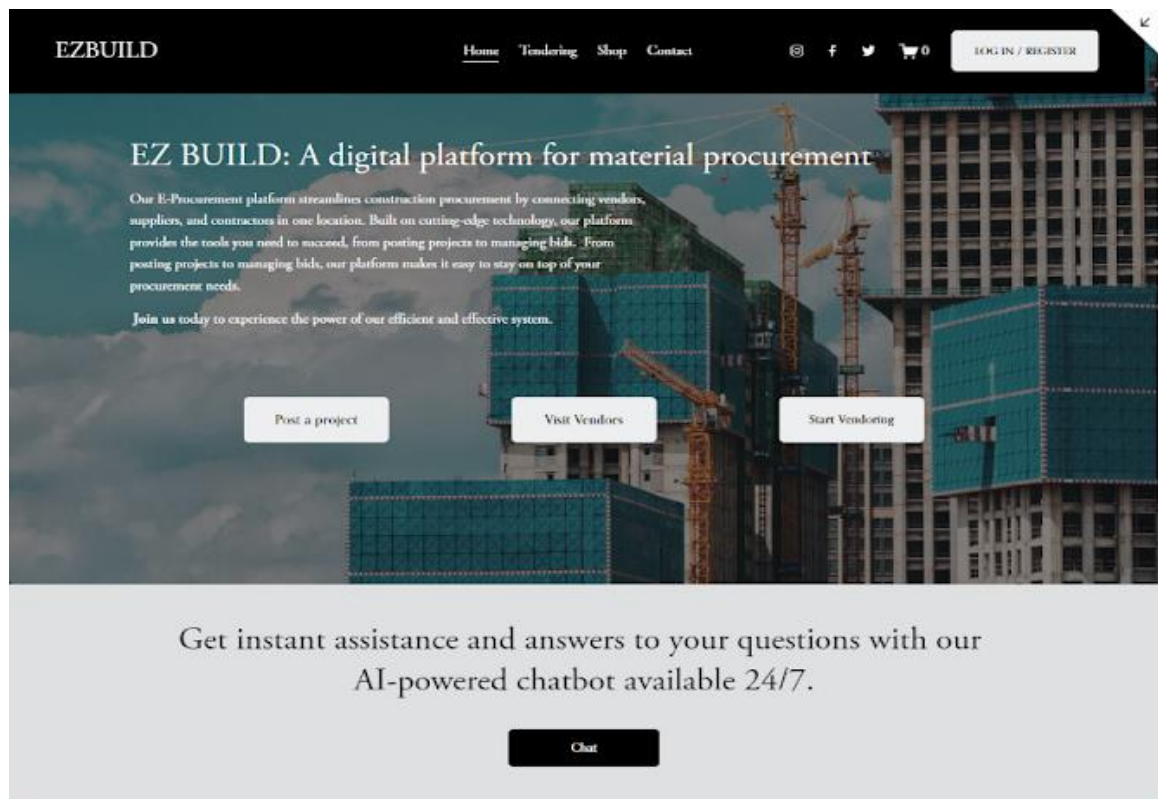 EZBUILD
Home Tendering Shop Contact
0
LOG IN / REGISTER
EZ BUILD: A digital platform for material procurement
Our E-Procurement platform streamlines construction procurement by connecting vendors,
suppliers, and contractors in one location. Built on cutting-edge technology, our platform
provides the tools you need to succeed, from posting projects to managing bids. From
posting projects to managing bids, our platform makes it easy to stay on top of your
procurement needs.
Join us today to experience the power of our efficient and effective system.
Post a project
Visit Vendors
Start Vendoring
Get instant assistance and answers to your questions with our
AI-powered chatbot available 24/7.
Chat